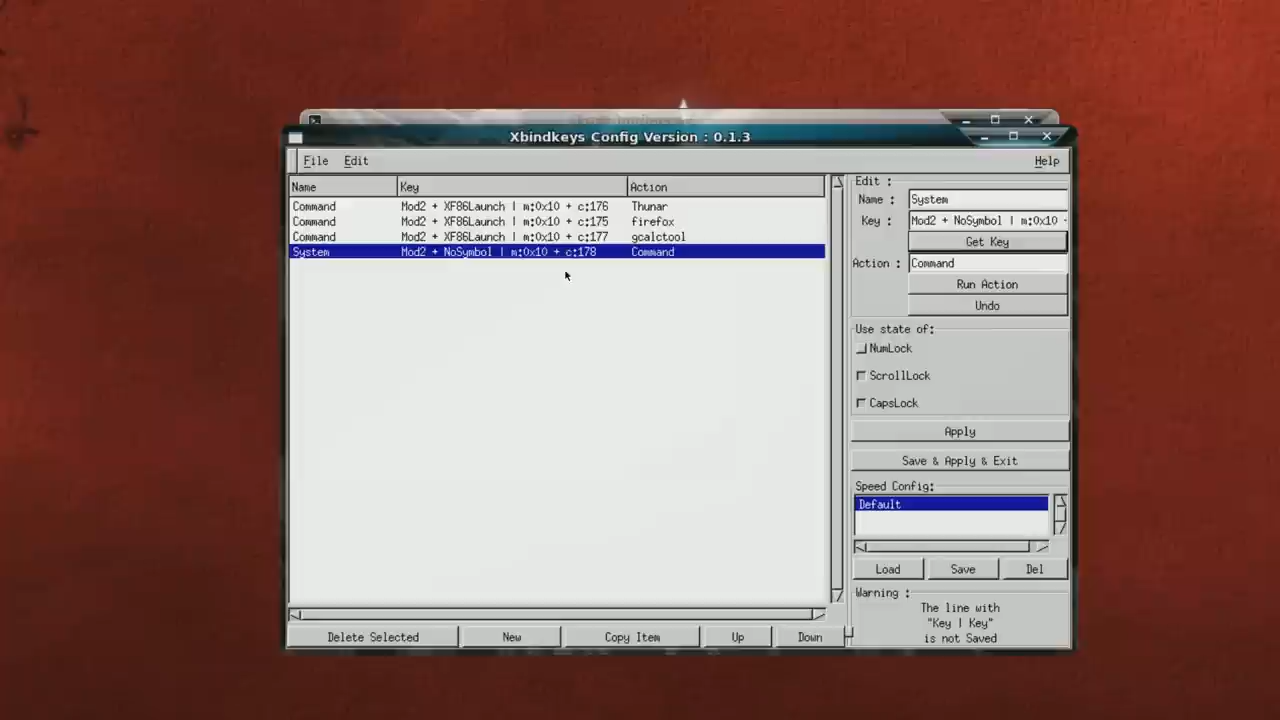 Xbindkeys Config Version : 0.1.3
File Edit Help
Name Key Action
Command Mod2 + XF86Launch | m:0x10 + c:176 Thunar
Command Mod2 + XF86Launch | m:0x10 + c:175 firefox
Command Mod2 + XF86Launch | m:0x10 + c:177 gcalctool
System Mod2 + NoSymbol | m:0x10 + c:178 Command
Edit :
Name : System
Key : Mod2 + NoSymbol | m:0x10 +
Get Key
Action : Command
Run Action
Undo
Use state of:
NumLock
ScrollLock
CapsLock
Apply
Save & Apply & Exit
Speed Config:
Default
Load Save Del
Warning :
The line with
"Key | Key"
is not Saved
Delete Selected New Copy Item Up Down